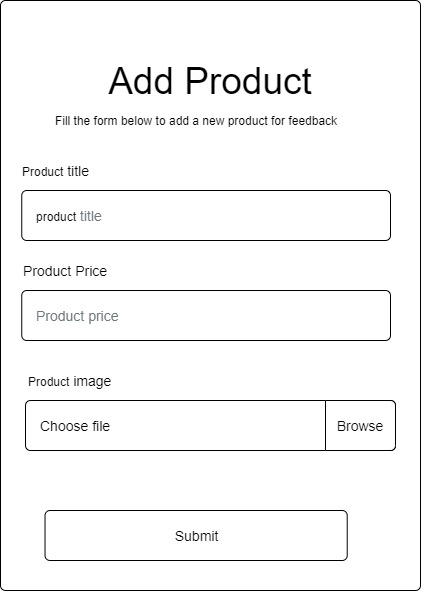 Add Product
Fill the form below to add a new product for feedback
Product title
product title
Product Price
Product price
Product image
Choose file Browse
Submit